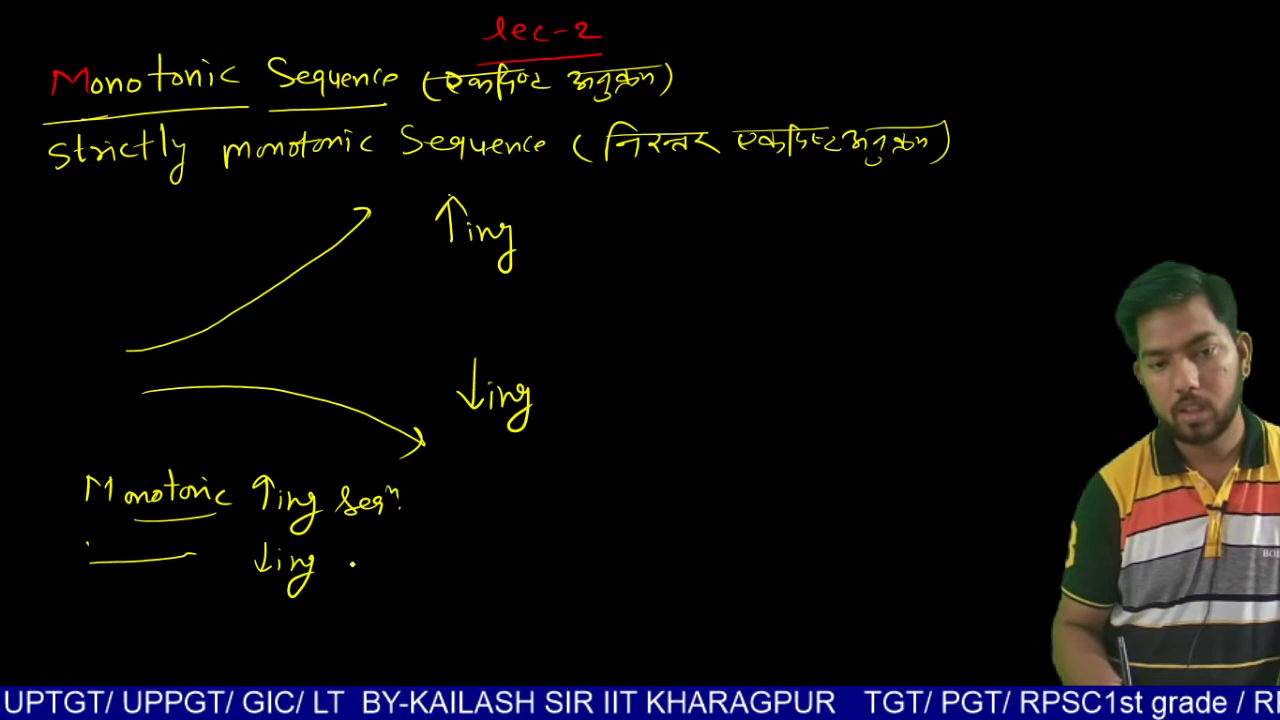 lec-2
Monotonic Sequence (एकदिष्ट अनुक्रम)
Strictly monotonic Sequence (निरन्तर एकदिष्ट अनुक्रम)
↑ing
↓ing
Monotonic ↑ing Seqⁿ.
↓ing
UPTGT/ UPPGT/ GIC/ LT BY-KAILASH SIR IIT KHARAGPUR TGT/ PGT/ RPSC1st grade /